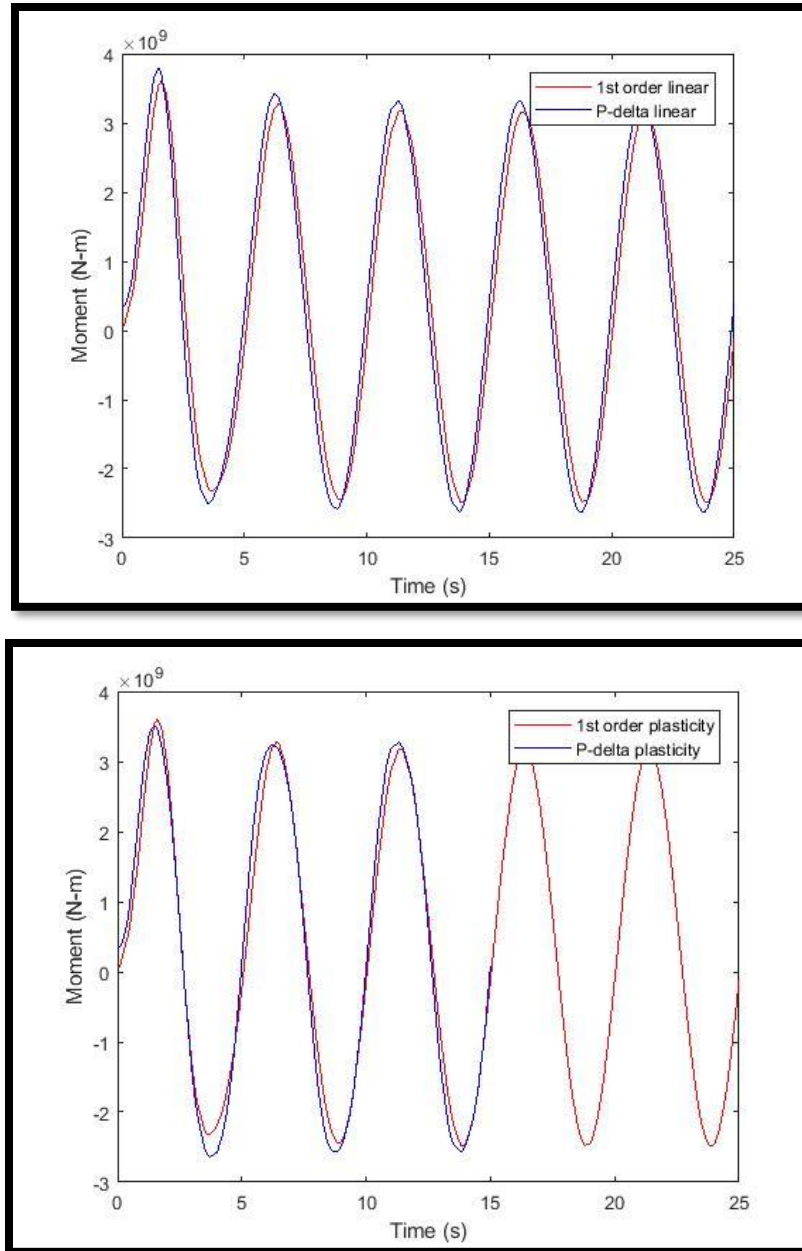 ×10⁹
4
3
2
1
0
-1
-2
-3
Moment (N-m)
1st order linear
P-delta linear
0 5 10 15 20 25
Time (s)
×10⁹
4
3
2
1
0
-1
-2
-3
Moment (N-m)
1st order plasticity
P-delta plasticity
0 5 10 15 20 25
Time (s)